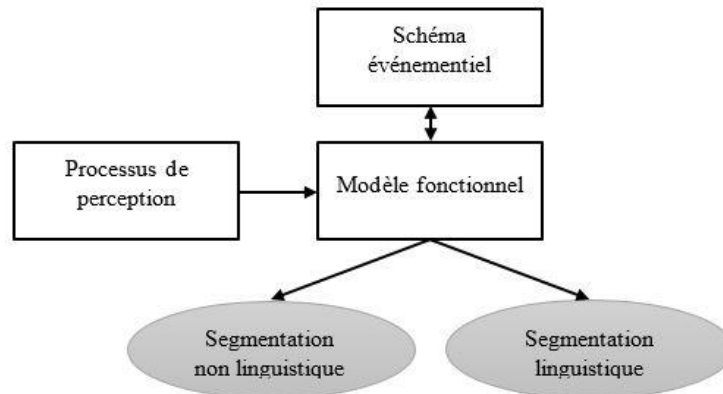 Schéma
événementiel
Processus de
perception
Modèle fonctionnel
Segmentation
non linguistique
Segmentation
linguistique